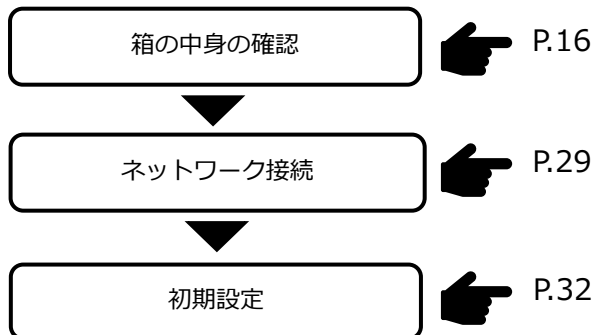 箱の中身の確認
P.16
ネットワーク接続
P.29
初期設定
P.32